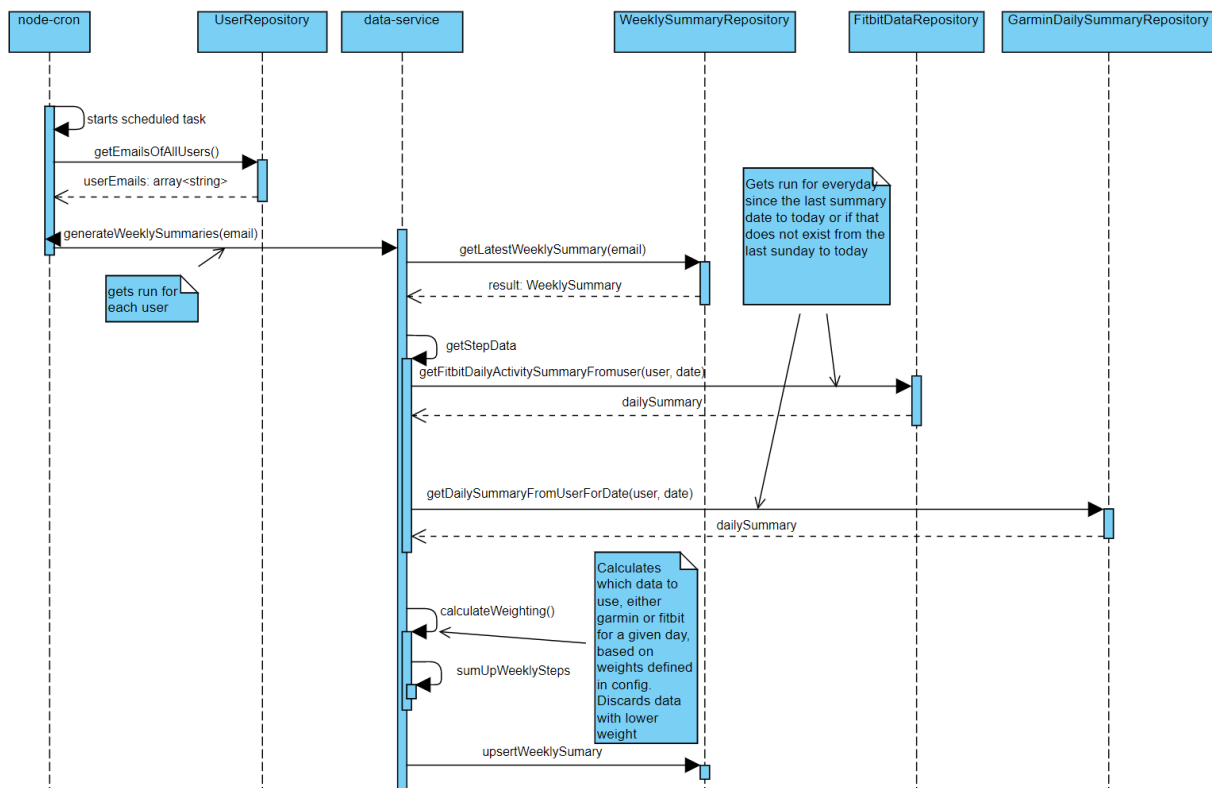 node-cron
UserRepository
data-service
WeeklySummaryRepository
FitbitDataRepository
GarminDailySummaryRepository
starts scheduled task
getEmailsOfAllUsers()
userEmails: array<string>
Gets run for everyday
since the last summary
date to today or if that
does not exist from the
last sunday to today
generateWeeklySummaries(email)
getLatestWeeklySummary(email)
gets run for
each user
result: WeeklySummary
getStepData
getFitbitDailyActivitySummaryFromuser(user, date)
dailySummary
getDailySummaryFromUserForDate(user, date)
dailySummary
Calculates
which data to
use, either
garmin or fitbit
for a given day,
based on
weights defined
in config.
Discards data
with lower
weight
calculateWeighting()
sumUpWeeklySteps
upsertWeeklySumary